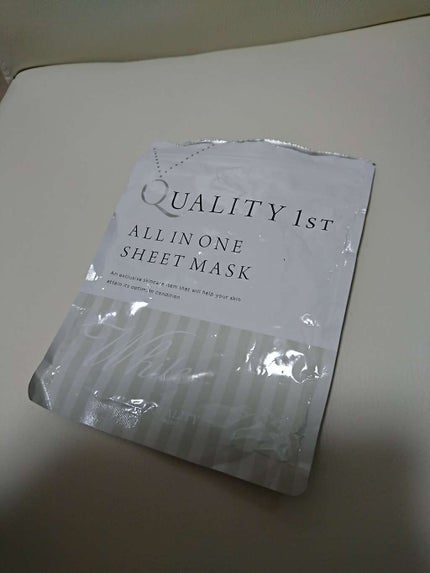 QUALITY 1ST
ALL IN ONE
SHEET MASK
An exclusive skincare item that will help your skin
attain its optimum condition
White
QUALITY